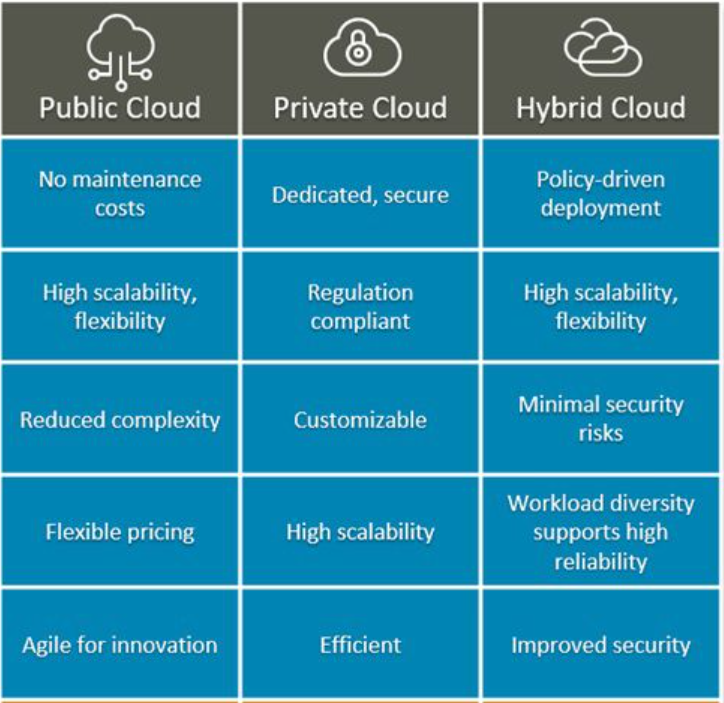 Public Cloud
Private Cloud
Hybrid Cloud
No maintenance
costs
Dedicated, secure
Policy-driven
deployment
High scalability,
flexibility
Regulation
compliant
High scalability,
flexibility
Reduced complexity
Customizable
Minimal security
risks
Flexible pricing
High scalability
Workload diversity
supports high
reliability
Agile for innovation
Efficient
Improved security